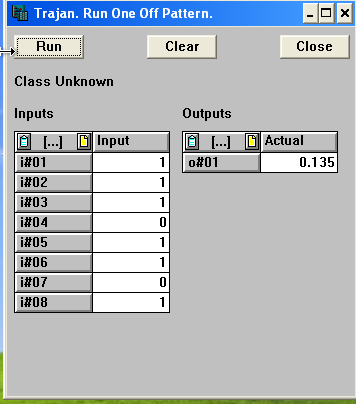 Trajan. Run One Off Pattern.
Run Clear Close
Class Unknown
Inputs Outputs
[...] Input [...] Actual
i#01 1 o#01 0.135
i#02 1
i#03 1
i#04 0
i#05 1
i#06 1
i#07 0
i#08 1